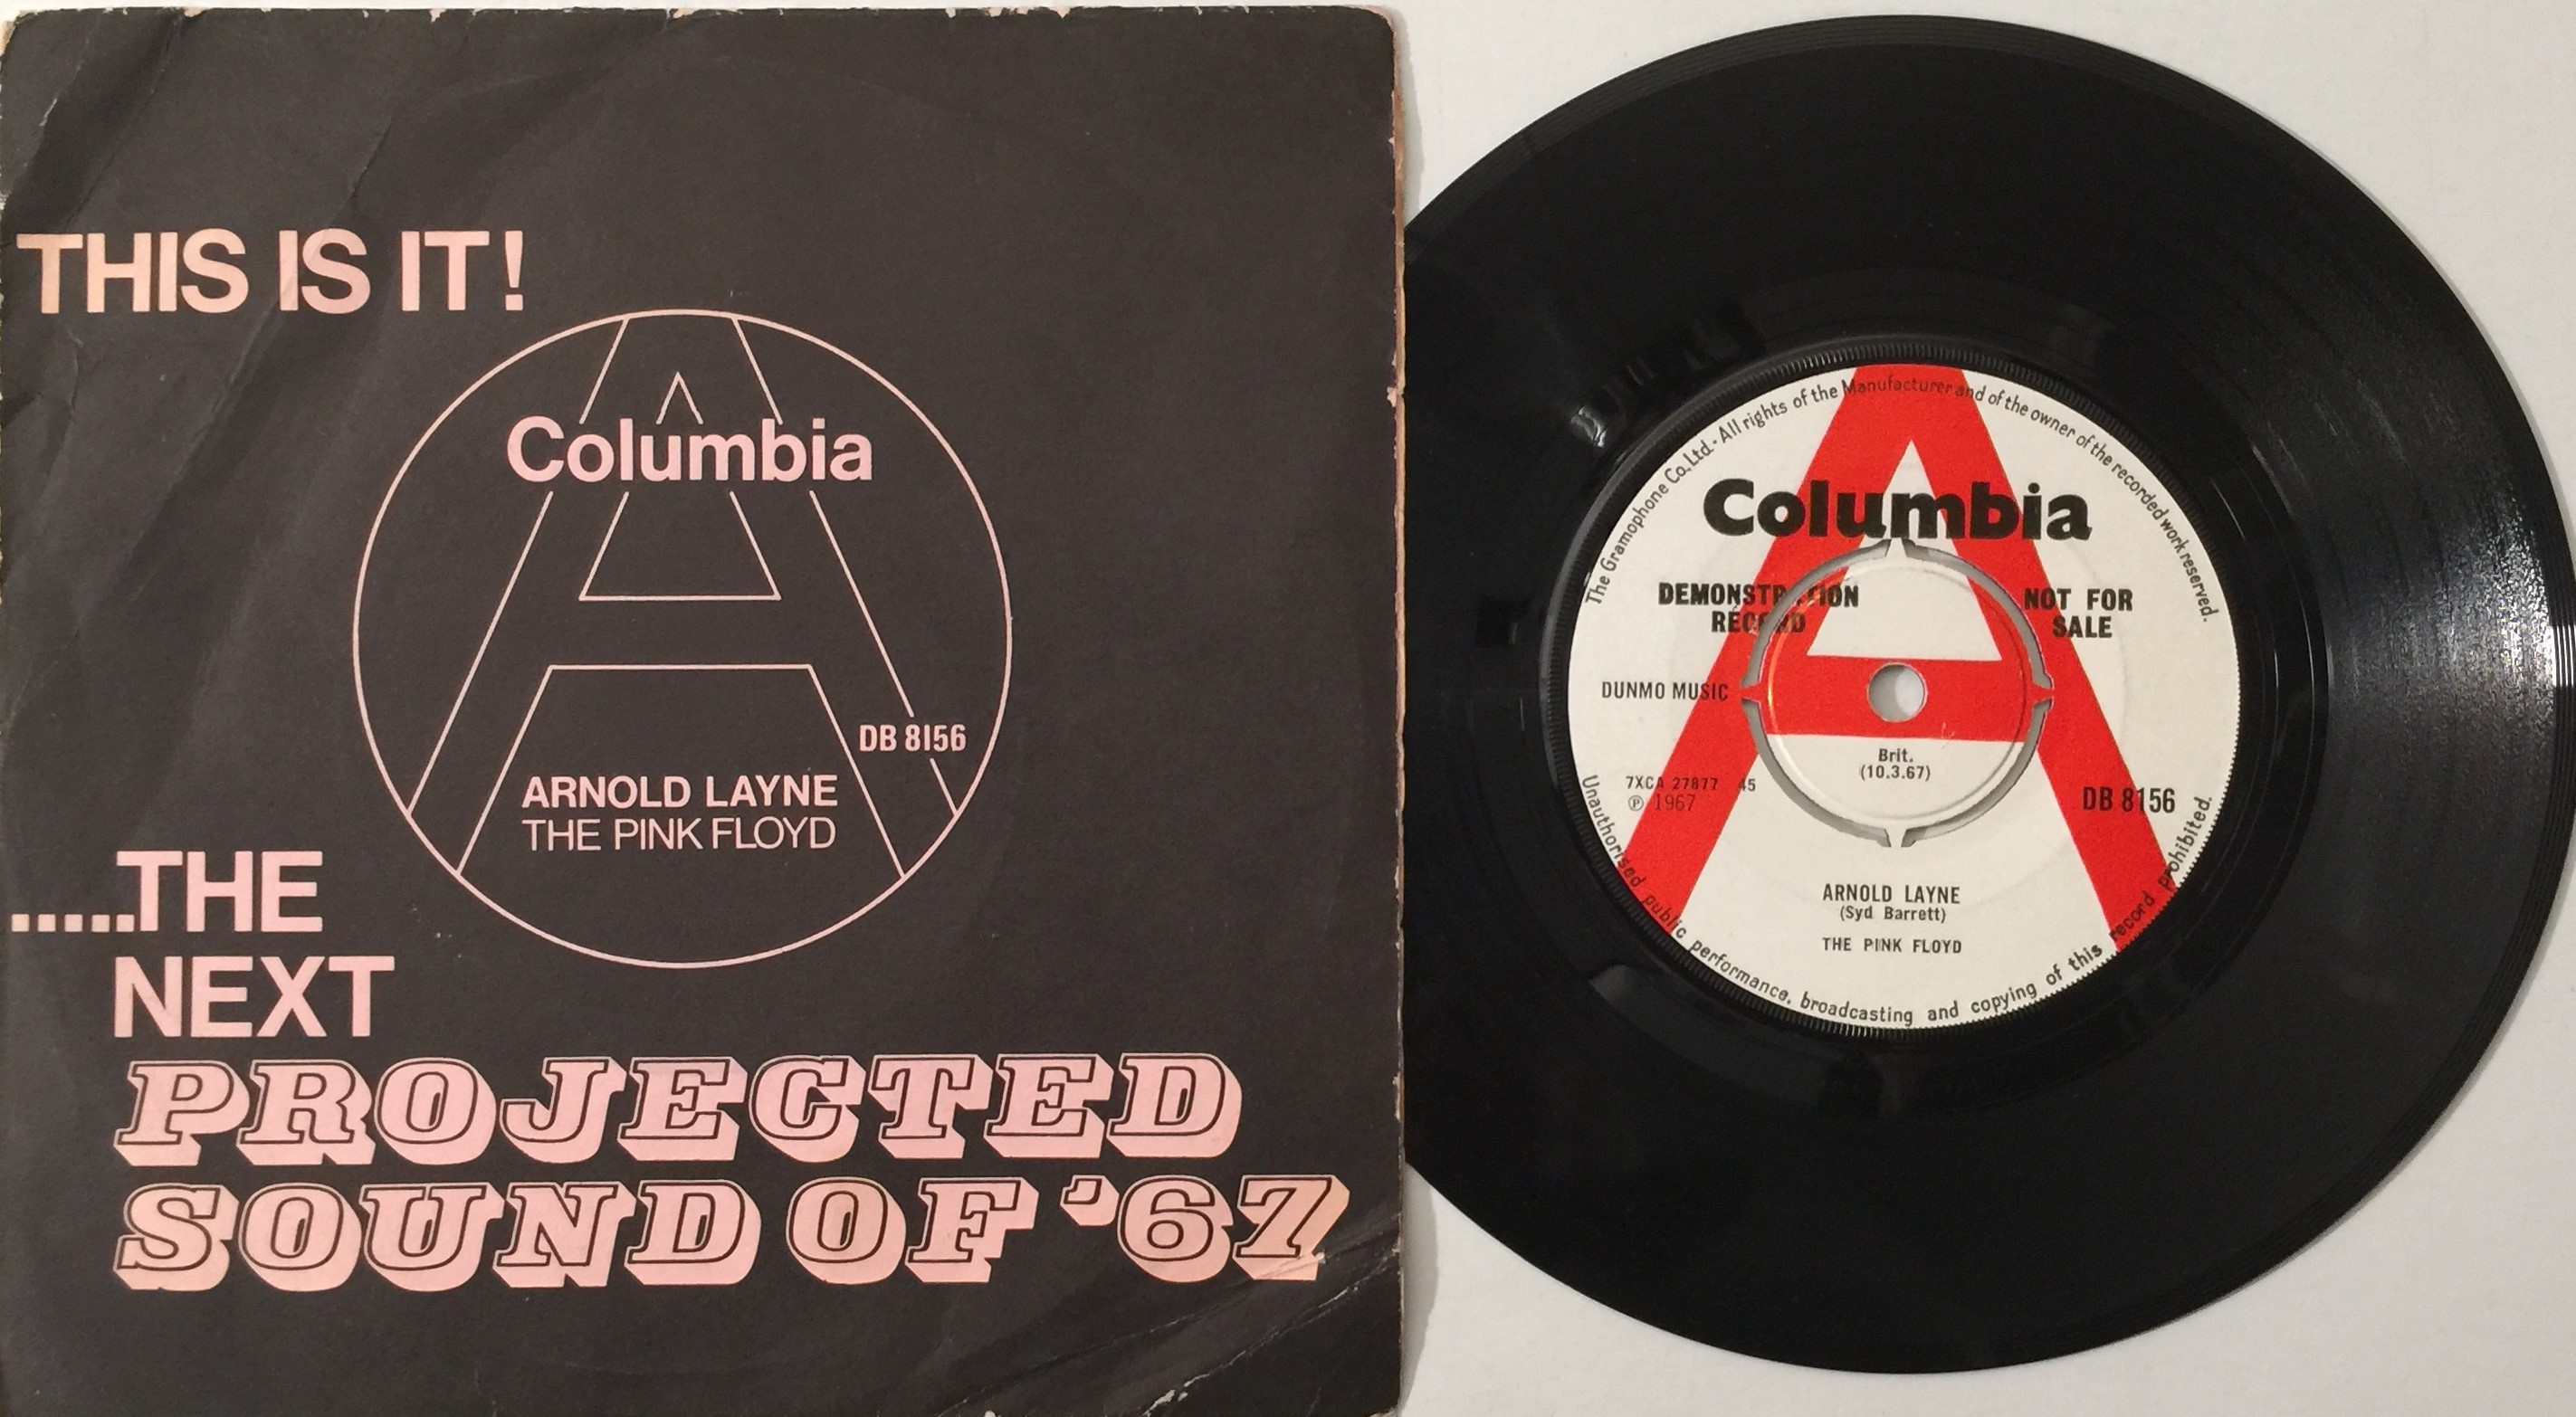 THIS IS IT!
Columbia
DB 8156
ARNOLD LAYNE
THE PINK FLOYD
.....THE
NEXT
PROJECTED
SOUND OF '67
The Gramophone Co., Ltd. · All rights of the Manufacturer and of the owner of the recorded work reserved.
Columbia
DEMONSTRATION
RECORD
NOT FOR
SALE
DUNMO MUSIC
Brit.
(10.3.67)
7XCA 27877 45
℗ 1967
DB 8156
ARNOLD LAYNE
(Syd Barrett)
THE PINK FLOYD
Unauthorised public performance, broadcasting and copying of this record prohibited.